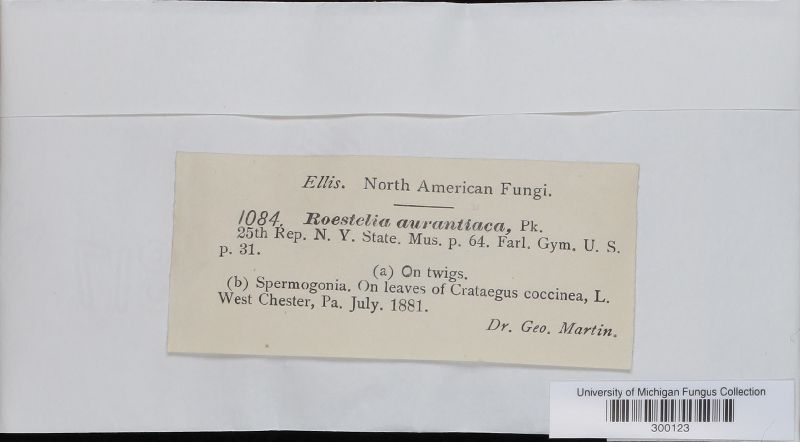 Ellis. North American Fungi.
1084. Roestelia aurantiaca, Pk.
25th Rep. N. Y. State. Mus. p. 64. Farl. Gym. U. S.
p. 31.
(a) On twigs.
(b) Spermogonia. On leaves of Crataegus coccinea, L.
West Chester, Pa. July. 1881.
Dr. Geo. Martin.
University of Michigan Fungus Collection
300123